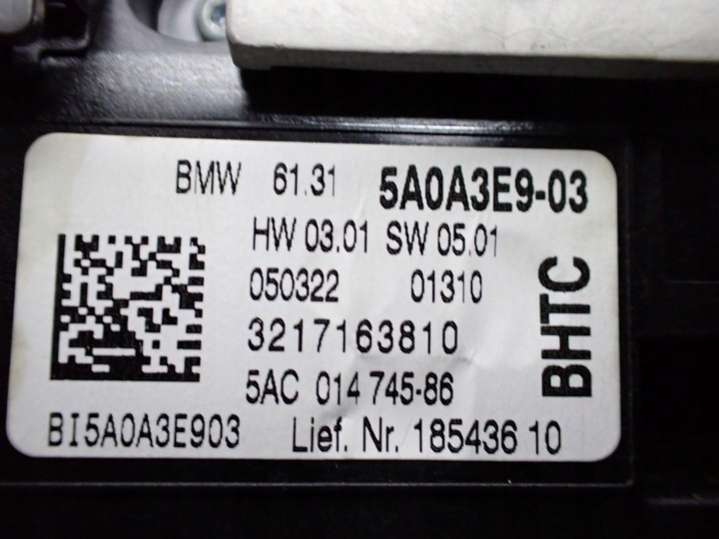 BMW 61.31 5A0A3E9-03
HW 03.01 SW 05.01
050322 01310
3217163810
5AC 014 745-86
BI5A0A3E903 Lief. Nr. 185436 10
BHTC